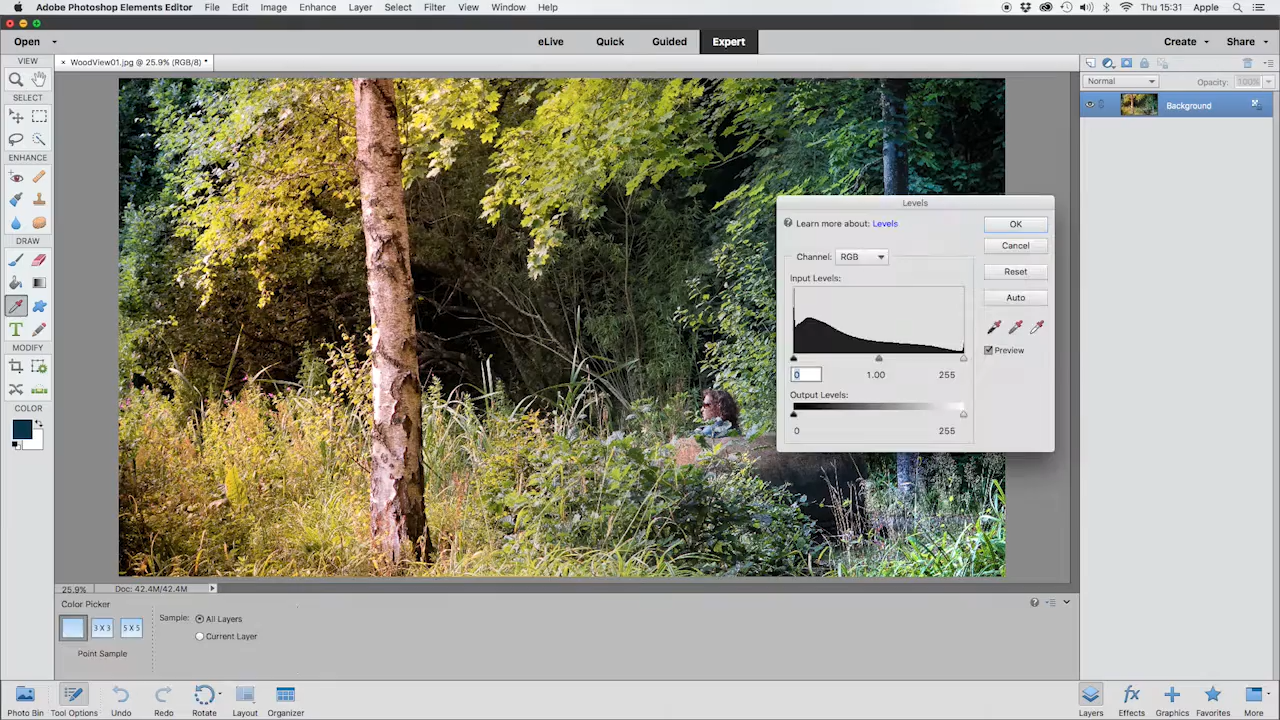 Adobe Photoshop Elements Editor File Edit Image Enhance Layer Select Filter View Window Help Thu 15:31 Apple
Open eLive Quick Guided Expert Create Share
VIEW × WoodView01.jpg @ 25.9% (RGB/8) *
Normal Opacity: 100%
SELECT
Background
ENHANCE
Levels
Learn more about: Levels OK
DRAW
Cancel
Channel: RGB
Reset
Input Levels:
Auto
T
MODIFY
Preview
0 1.00 255
Output Levels:
COLOR
0 255
25.9% Doc: 42.4M/42.4M
Color Picker
Sample: All Layers
3 X 3 5 X 5
Current Layer
Point Sample
fx
Photo Bin Tool Options Undo Redo Rotate Layout Organizer Layers Effects Graphics Favorites More